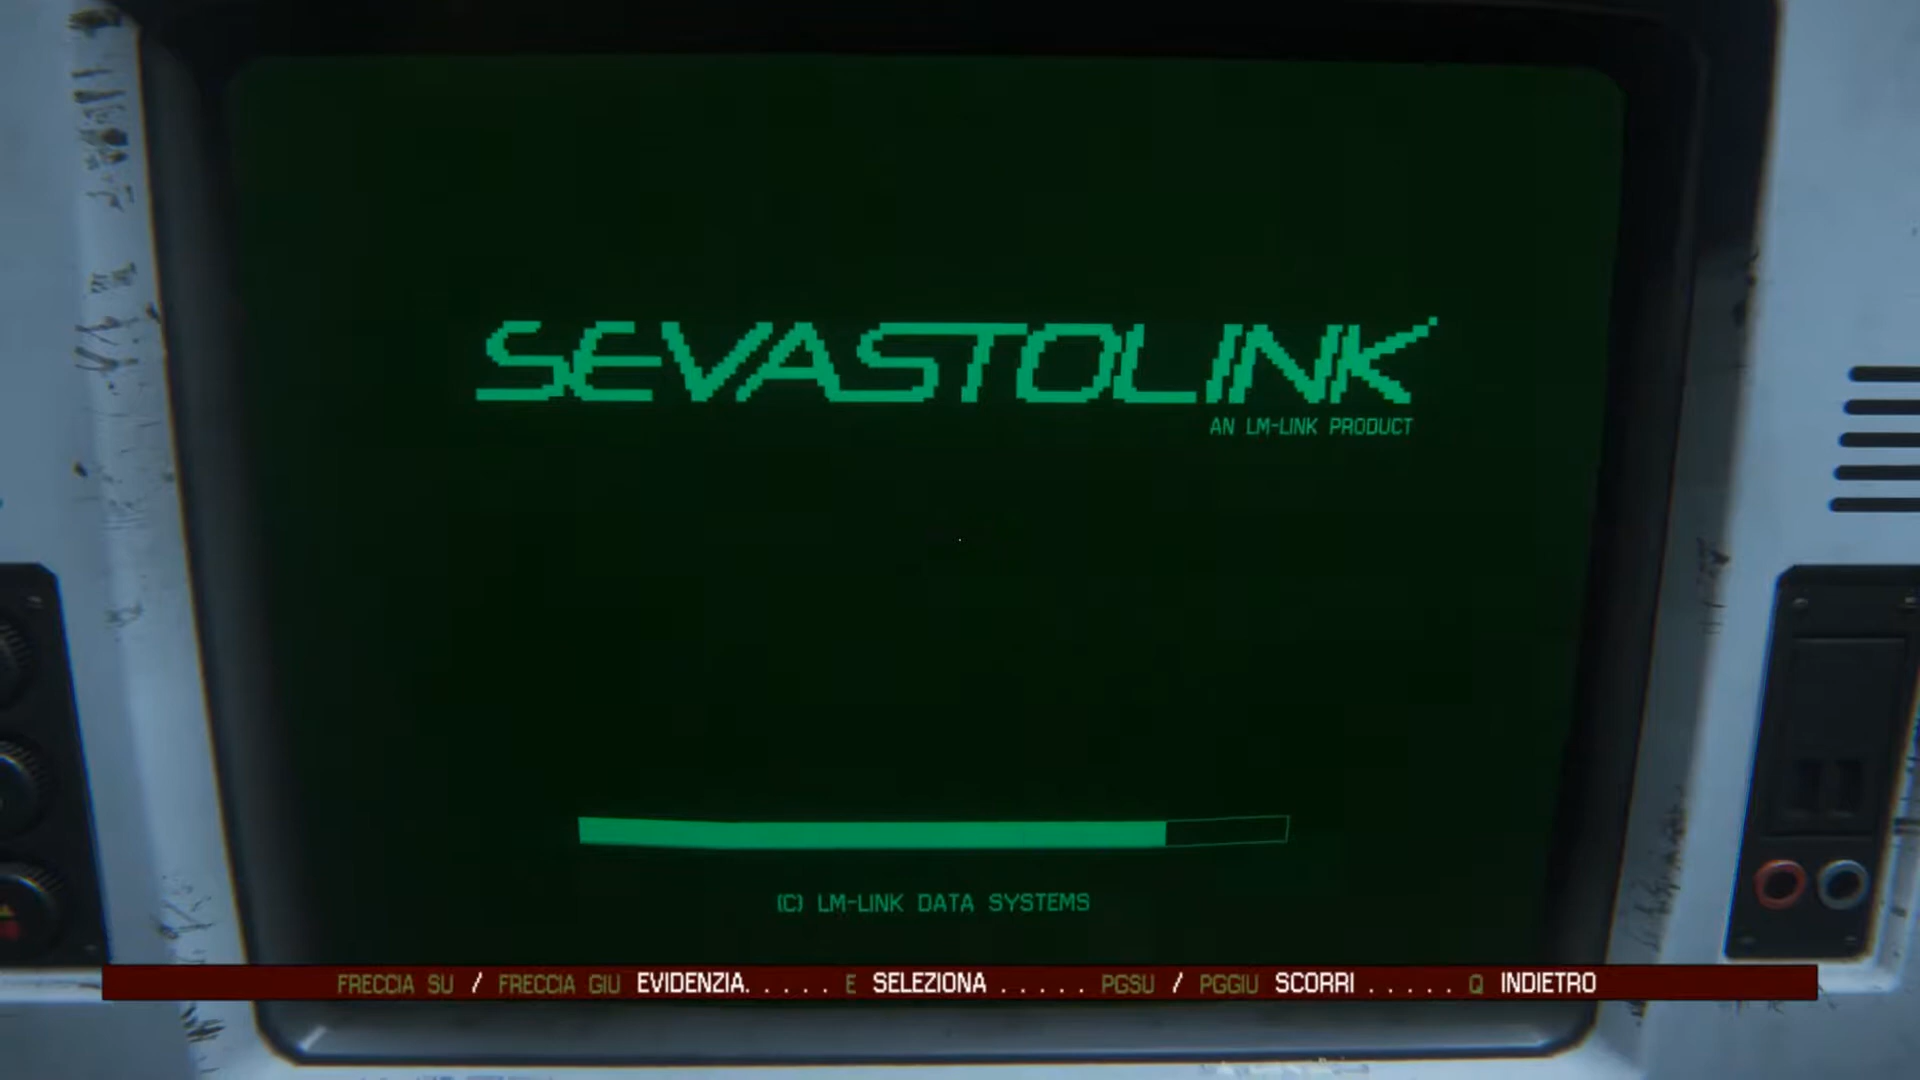 SEVASTOLINK
AN LM-LINK PRODUCT
(C) LM-LINK DATA SYSTEMS
FRECCIA SU / FRECCIA GIU EVIDENZIA. . . . . E SELEZIONA . . . . . PGSU / PGGIU SCORRI . . . . . Q INDIETRO